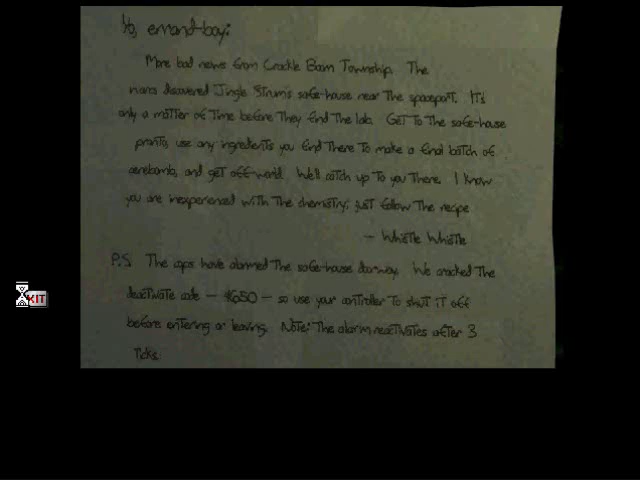 Yo, errand-boy:
More bad news from Crackle Boom Township. The
narcs discovered Jingle Strum's safe-house near the spaceport. It's
only a matter of time before they find the lab. Get to the safe-house
pronto, use any ingredients you find there to make a final batch of
cerebomb, and get off-world. We'll catch up to you there. I know
you are inexperienced with the chemistry; just follow the recipe
- Whistle Whistle
P.S. The cops have alarmed the safe-house doorway. We cracked the
deactivate code - %650 - so use your controller to shut it off
before entering or leaving. Note: The alarm reactivates after 3
ticks.